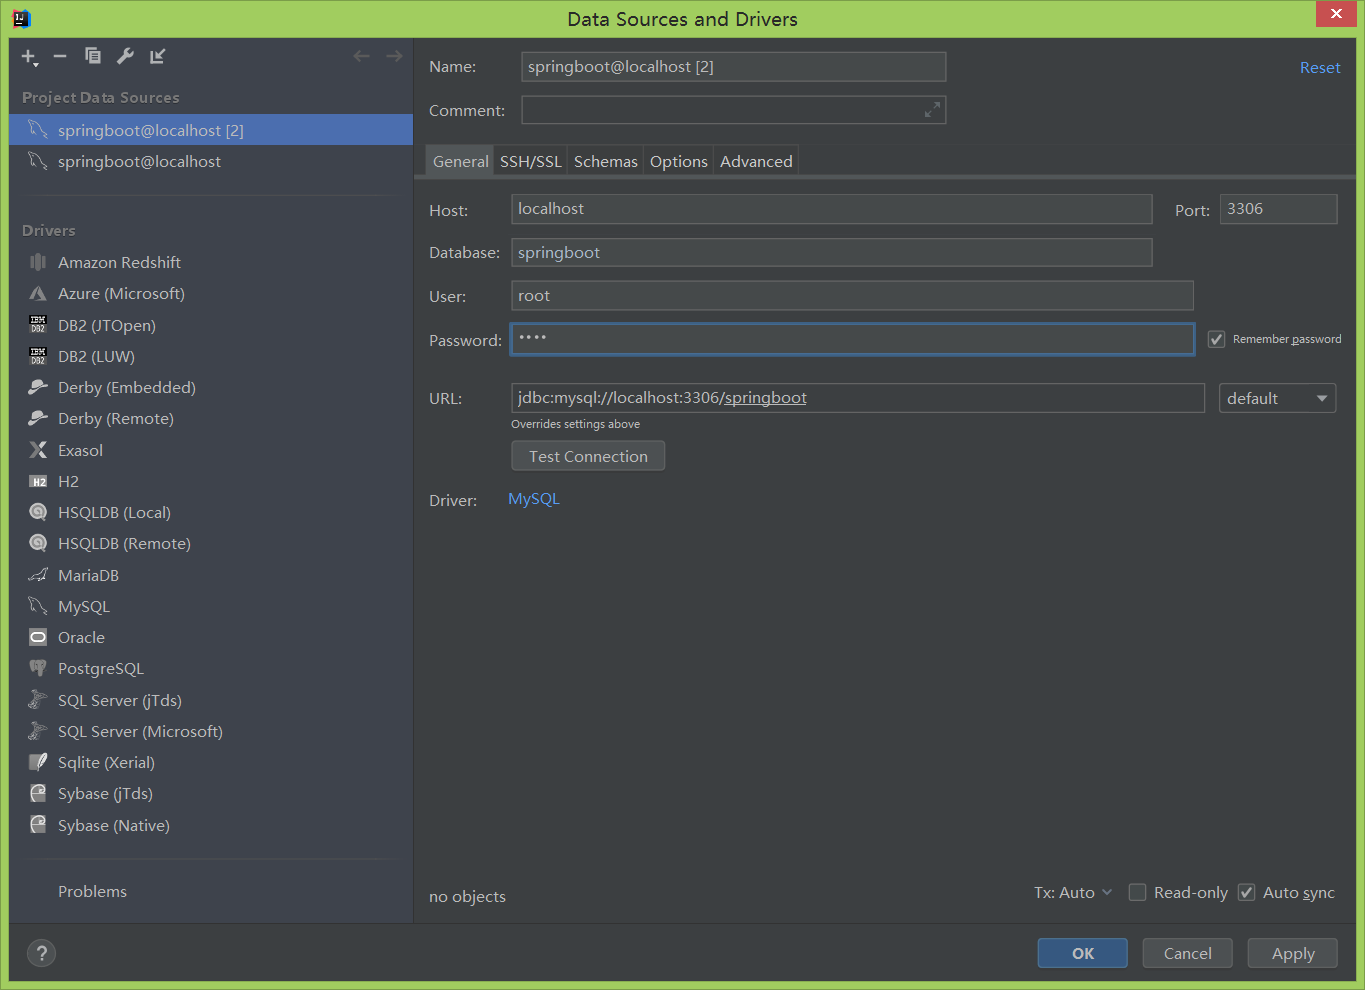 Data Sources and Drivers
Project Data Sources
springboot@localhost [2]
springboot@localhost
Drivers
Amazon Redshift
Azure (Microsoft)
IBM DB2 DB2 (JTOpen)
IBM DB2 DB2 (LUW)
Derby (Embedded)
Derby (Remote)
Exasol
H2 H2
HSQLDB (Local)
HSQLDB (Remote)
MariaDB
MySQL
Oracle
PostgreSQL
SQL Server (jTds)
SQL Server (Microsoft)
Sqlite (Xerial)
Sybase (jTds)
Sybase (Native)
Problems
Name: springboot@localhost [2] Reset
Comment:
General SSH/SSL Schemas Options Advanced
Host: localhost Port: 3306
Database: springboot
User: root
Password: •••• Remember password
URL: jdbc:mysql://localhost:3306/springboot default
Overrides settings above
Test Connection
Driver: MySQL
no objects Tx: Auto Read-only Auto sync
? OK Cancel Apply